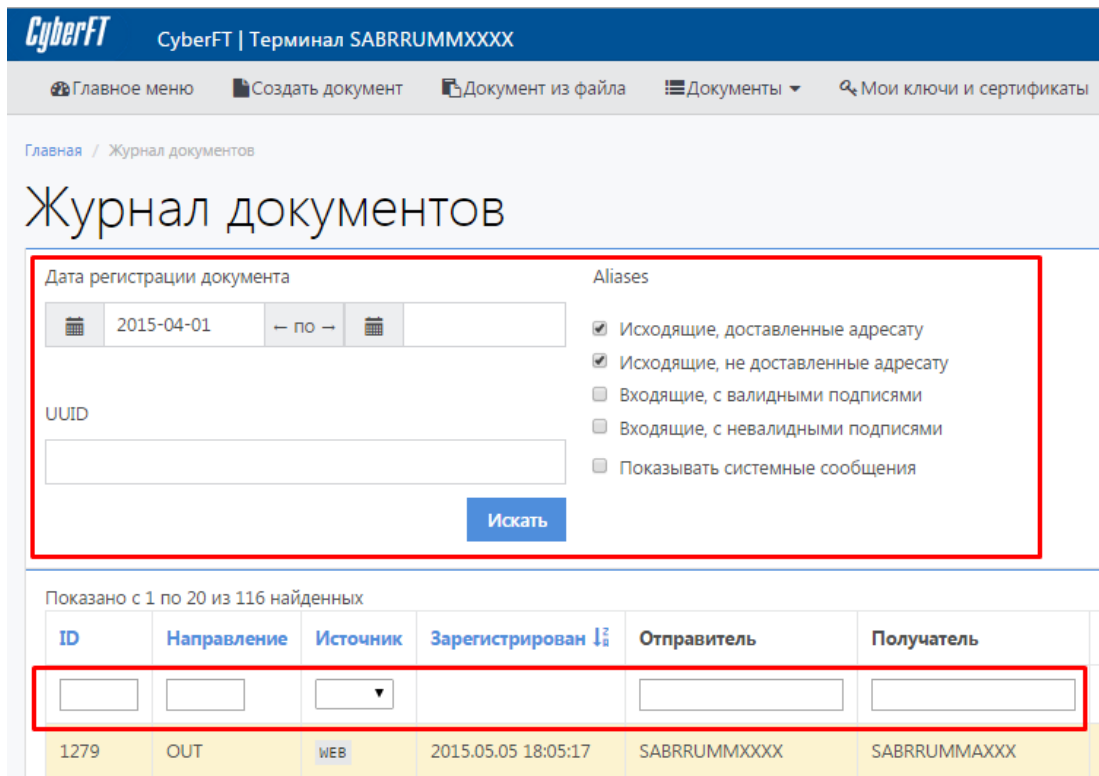 CyberFT CyberFT | Терминал SABRRUMMXXXX
Главное меню Создать документ Документ из файла Документы Мои ключи и сертификаты
Главная / Журнал документов
Журнал документов
Дата регистрации документа
2015-04-01 ← по →
UUID
Искать
Aliases
Исходящие, доставленные адресату
Исходящие, не доставленные адресату
Входящие, с валидными подписями
Входящие, с невалидными подписями
Показывать системные сообщения
Показано с 1 по 20 из 116 найденных
ID Направление Источник Зарегистрирован Отправитель Получатель
1279 OUT WEB 2015.05.05 18:05:17 SABRRUMMXXXX SABRRUMMAXXX